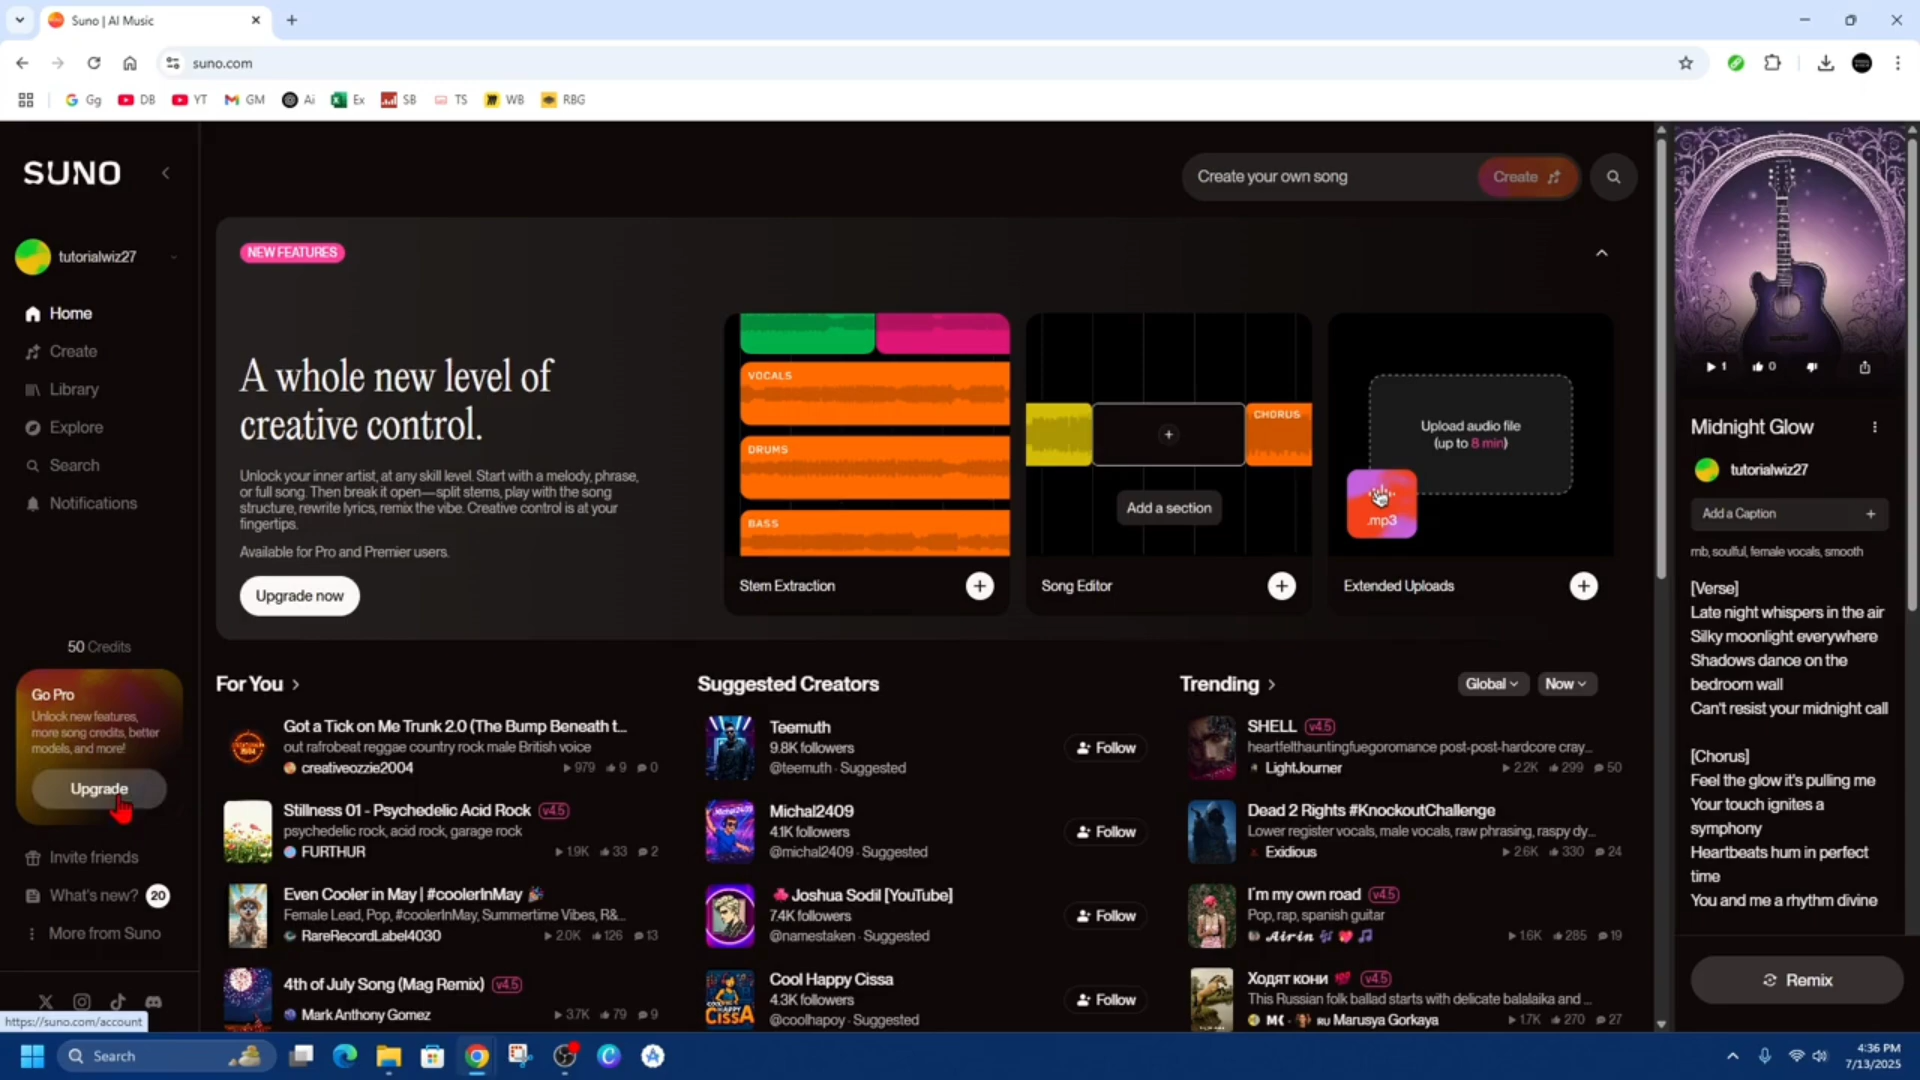 Suno | AI Music
suno.com
Gg
DB
YT
GM
Ai
Ex
SB
TS
WB
RBG
SUNO
tutorialwiz27
Home
Create
Library
Explore
Search
Notifications
50 Credits
Go Pro
Unlock new features,
more song credits, better
models, and more!
Upgrade
Invite friends
What's new? 20
More from Suno
https://suno.com/account
Create your own song
Create
NEW FEATURES
A whole new level of
creative control.
Unlock your inner artist, at any skill level. Start with a melody, phrase,
or full song. Then break it open—split stems, play with the song
structure, rewrite lyrics, remix the vibe. Creative control is at your
fingertips.
Available for Pro and Premier users.
Upgrade now
VOCALS
DRUMS
BASS
Stem Extraction
CHORUS
Add a section
Song Editor
Upload audio file
(up to 8 min)
.mp3
Extended Uploads
For You
Got a Tick on Me Trunk 2.0 (The Bump Beneath t...
out rafrobeat reggae country rock male British voice
creativeozzie2004
979 9 0
Stillness 01 - Psychedelic Acid Rock v4.5
psychedelic rock, acid rock, garage rock
FURTHUR
1.9K 33 2
Even Cooler in May | #coolerInMay
Female Lead, Pop, #coolerInMay, Summertime Vibes, R&...
RareRecordLabel4030
2.0K 126 13
4th of July Song (Mag Remix) v4.5
Mark Anthony Gomez
3.7K 79 9
Suggested Creators
Teemuth
9.8K followers
@teemuth · Suggested
Follow
Michal2409
4.1K followers
@michal2409 · Suggested
Follow
Joshua Sodil [YouTube]
7.4K followers
@namestaken · Suggested
Follow
Cool Happy Cissa
4.3K followers
@coolhapoy · Suggested
Follow
Trending
Global
Now
SHELL v4.5
heartfelthauntingfuegoromance post-post-hardcore cray...
LightJourner
2.2K 299 50
Dead 2 Rights #KnockoutChallenge
Lower register vocals, male vocals, raw phrasing, raspy dy...
Exidious
2.6K 330 24
I´m my own road v4.5
Pop, rap, spanish guitar
Airin
1.6K 285 19
Ходят кони v4.5
This Russian folk ballad starts with delicate balalaika and ...
RU Marusya Gorkaya
1.7K 270 27
1 0
Midnight Glow
tutorialwiz27
Add a Caption
rnb, soulful, female vocals, smooth
[Verse]
Late night whispers in the air
Silky moonlight everywhere
Shadows dance on the
bedroom wall
Can't resist your midnight call
[Chorus]
Feel the glow it's pulling me
Your touch ignites a
symphony
Heartbeats hum in perfect
time
You and me a rhythm divine
Remix
Search
4:36 PM
7/13/2025